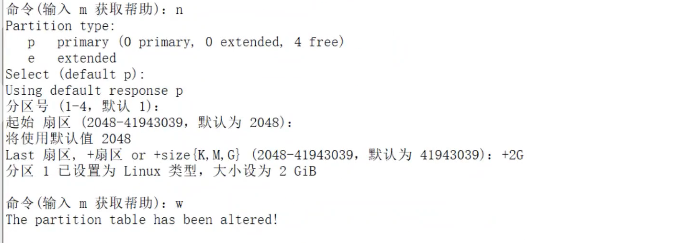 命令(输入 m 获取帮助)：n
Partition type:
   p   primary (0 primary, 0 extended, 4 free)
   e   extended
Select (default p):
Using default response p
分区号 (1-4，默认 1)：
起始 扇区 (2048-41943039，默认为 2048)：
将使用默认值 2048
Last 扇区, +扇区 or +size{K,M,G} (2048-41943039，默认为 41943039)：+2G
分区 1 已设置为 Linux 类型，大小设为 2 GiB

命令(输入 m 获取帮助)：w
The partition table has been altered!